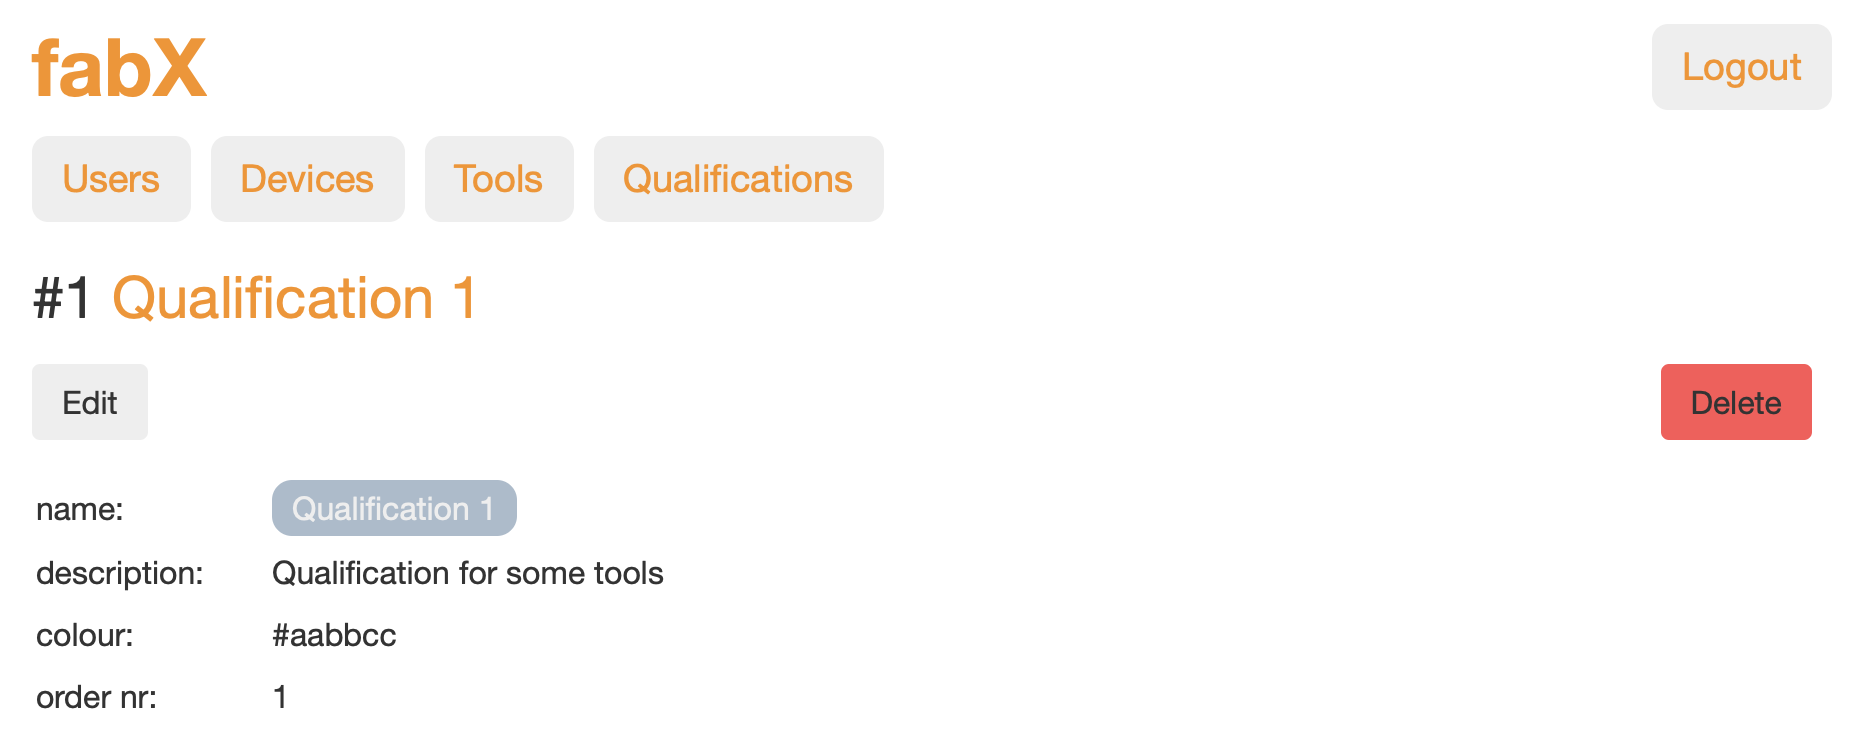 fabX
Logout
Users Devices Tools Qualifications
#1 Qualification 1
Edit
Delete
name: Qualification 1
description: Qualification for some tools
colour: #aabbcc
order nr: 1